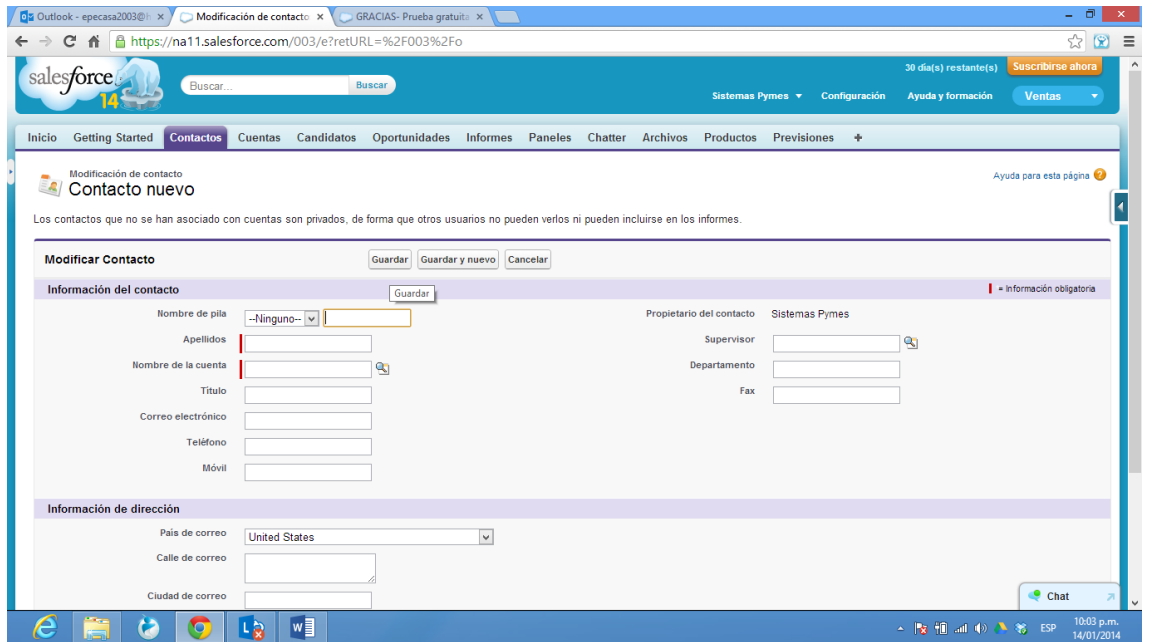 Outlook - epecasa2003@h
Modificación de contacto
GRACIAS- Prueba gratuita
https://na11.salesforce.com/003/e?retURL=%2F003%2Fo
salesforce
14
Buscar...
Buscar
30 día(s) restante(s)
Suscribirse ahora
Sistemas Pymes
Configuración
Ayuda y formación
Ventas
Inicio Getting Started Contactos Cuentas Candidatos Oportunidades Informes Paneles Chatter Archivos Productos Previsiones +
Modificación de contacto
Contacto nuevo
Ayuda para esta página
Los contactos que no se han asociado con cuentas son privados, de forma que otros usuarios no pueden verlos ni pueden incluirse en los informes.
Modificar Contacto
Guardar
Guardar y nuevo
Cancelar
Información del contacto
= Información obligatoria
Guardar
Nombre de pila
--Ninguno--
Propietario del contacto
Sistemas Pymes
Apellidos
Supervisor
Nombre de la cuenta
Departamento
Título
Fax
Correo electrónico
Teléfono
Móvil
Información de dirección
País de correo
United States
Calle de correo
Ciudad de correo
Chat
ESP
10:03 p.m.
14/01/2014